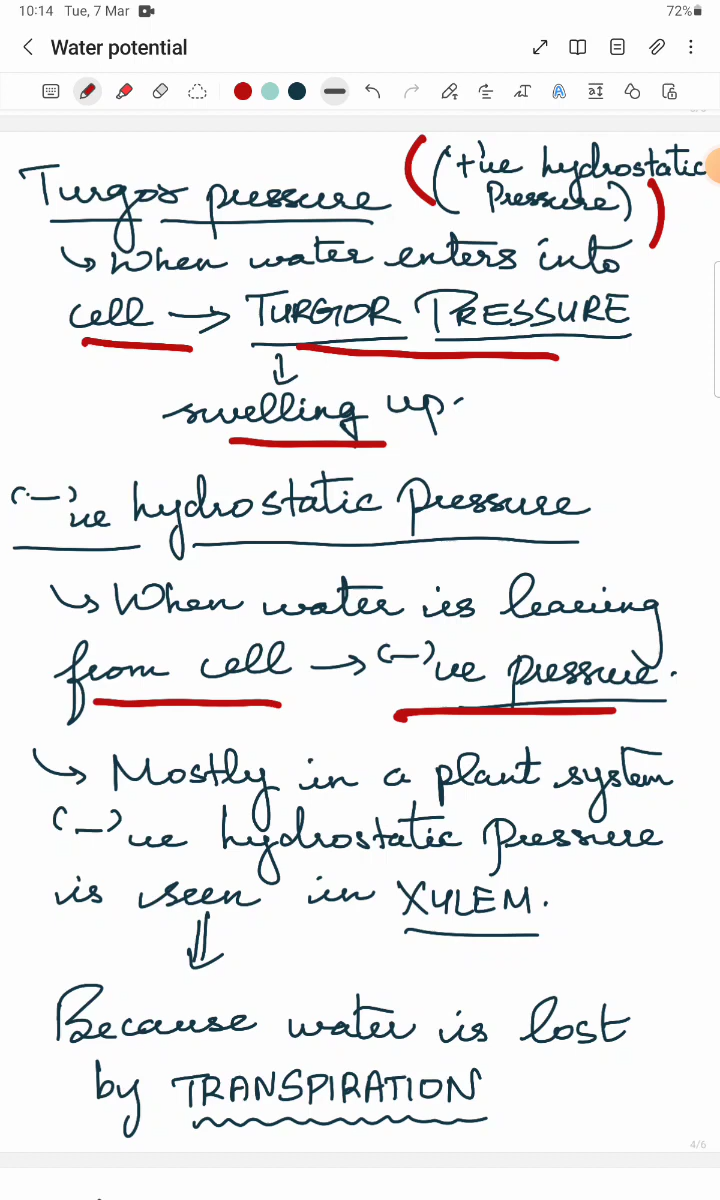 10:14 Tue, 7 Mar 72%
Water potential
Turgor pressure (+'ve hydrostatic
Pressure)
↳ When water enters into
cell → TURGOR PRESSURE
↓
swelling up.
(-)'ve hydrostatic Pressure
↳ When water is leaving
from cell → (-)'ve pressure.
↳ Mostly in a plant system
(-)'ve hydrostatic Pressure
is seen in XYLEM.
⇓
Because water is lost
by TRANSPIRATION
4/6